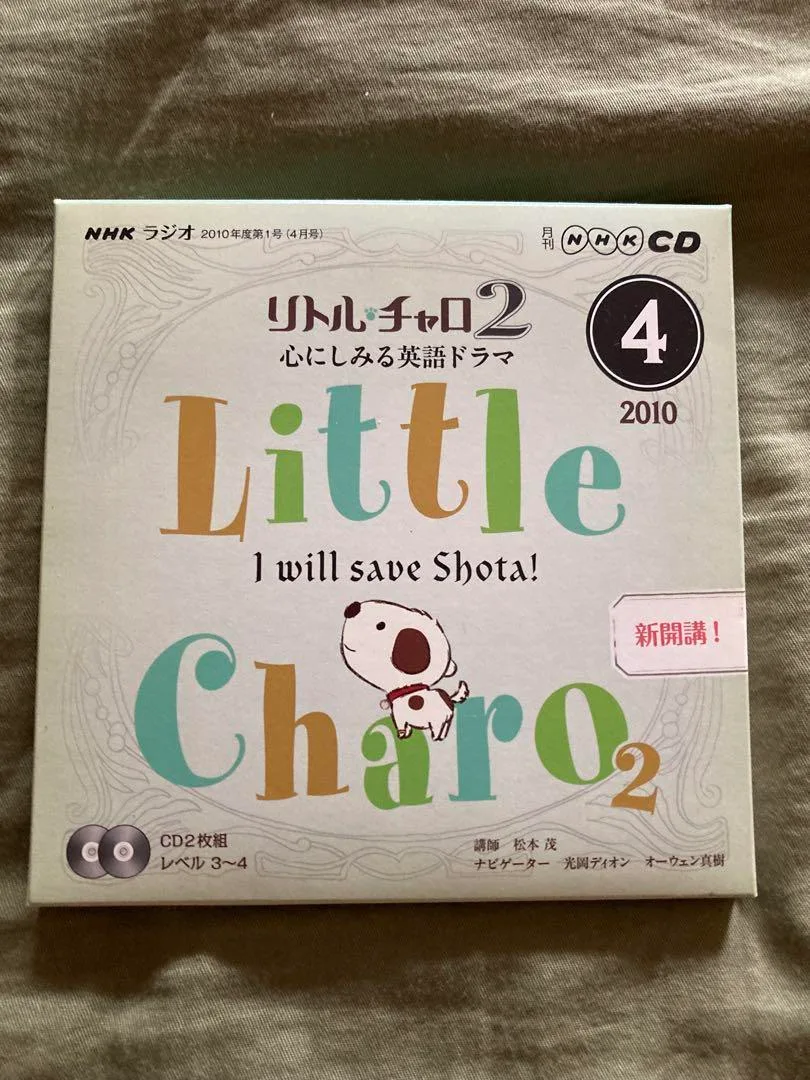 NHK ラジオ 2010年度第1号(4月号)
月刊 NHK CD
リトル・チャロ2
心にしみる英語ドラマ
4
2010
Little
I will save Shota!
新開講!
Charo2
CD2枚組
レベル 3〜4
講師 松本 茂
ナビゲーター 光岡ディオン オーウェン真樹